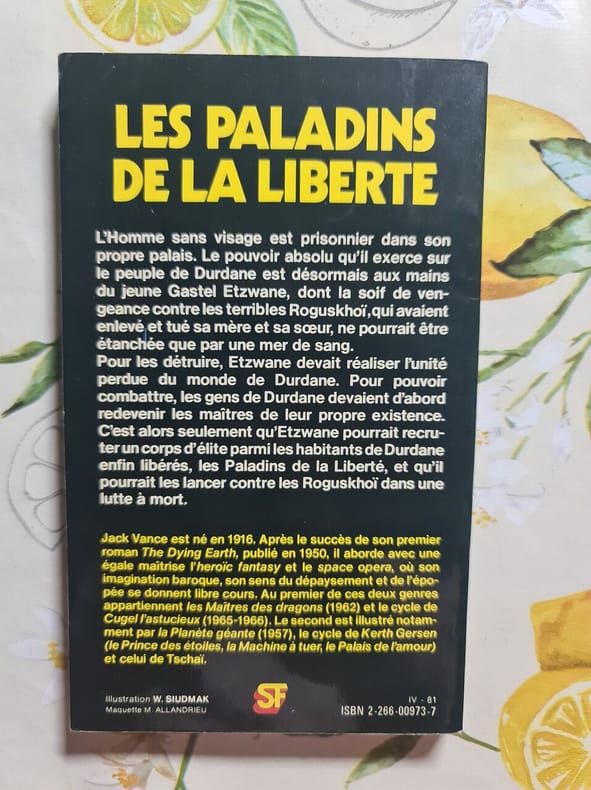 LES PALADINS
DE LA LIBERTE
L'Homme sans visage est prisonnier dans son
propre palais. Le pouvoir absolu qu'il exerce sur
le peuple de Durdane est désormais aux mains
du jeune Gastel Etzwane, dont la soif de ven-
geance contre les terribles Roguskhoï, qui avaient
enlevé et tué sa mère et sa sœur, ne pourrait être
étanchée que par une mer de sang.
Pour les détruire, Etzwane devait réaliser l'unité
perdue du monde de Durdane. Pour pouvoir
combattre, les gens de Durdane devaient d'abord
redevenir les maîtres de leur propre existence.
C'est alors seulement qu'Etzwane pourrait recru-
ter un corps d'élite parmi les habitants de Durdane
enfin libérés, les Paladins de la Liberté, et qu'il
pourrait les lancer contre les Roguskhoï dans une
lutte à mort.
Jack Vance est né en 1916. Après le succès de son premier
roman The Dying Earth, publié en 1950, il aborde avec une
égale maîtrise l'heroïc fantasy et le space opera, où son
imagination baroque, son sens du dépaysement et de l'épo-
pée se donnent libre cours. Au premier de ces deux genres
appartiennent les Maîtres des dragons (1962) et le cycle de
Cugel l'astucieux (1965-1966). Le second est illustré notam-
ment par la Planète géante (1957), le cycle de Kerth Gersen
(le Prince des étoiles, la Machine à tuer, le Palais de l'amour)
et celui de Tschaï.
Illustration W. SIUDMAK
Maquette M. ALLANDRIEU
SF
IV - 81
ISBN 2-266-00973-7